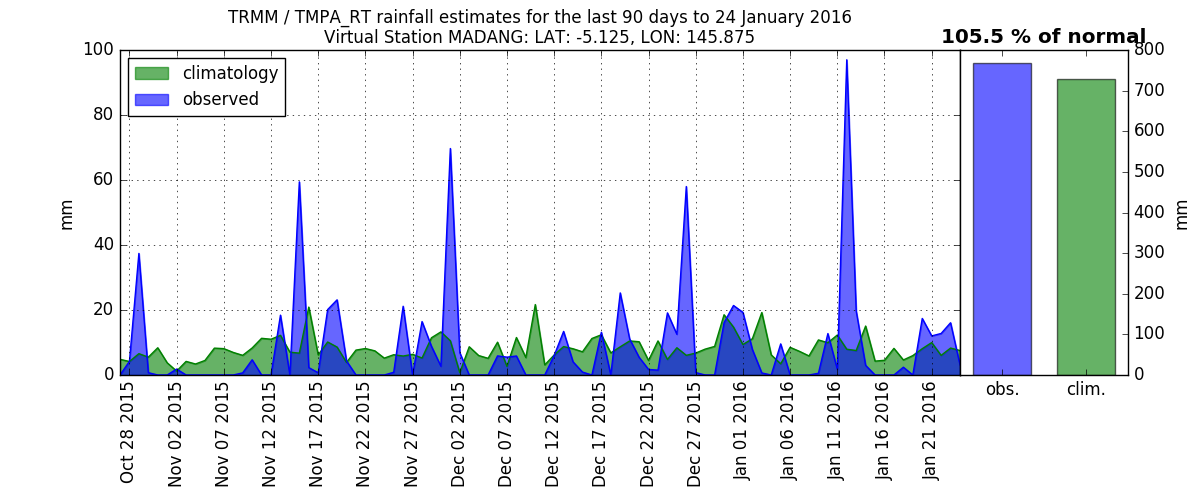 TRMM / TMPA_RT rainfall estimates for the last 90 days to 24 January 2016
Virtual Station MADANG: LAT: -5.125, LON: 145.875
105.5 % of normal
climatology
observed
mm
100
80
60
40
20
0
Oct 28 2015
Nov 02 2015
Nov 07 2015
Nov 12 2015
Nov 17 2015
Nov 22 2015
Nov 27 2015
Dec 02 2015
Dec 07 2015
Dec 12 2015
Dec 17 2015
Dec 22 2015
Dec 27 2015
Jan 01 2016
Jan 06 2016
Jan 11 2016
Jan 16 2016
Jan 21 2016
obs.
clim.
800
700
600
500
400
300
200
100
0
mm